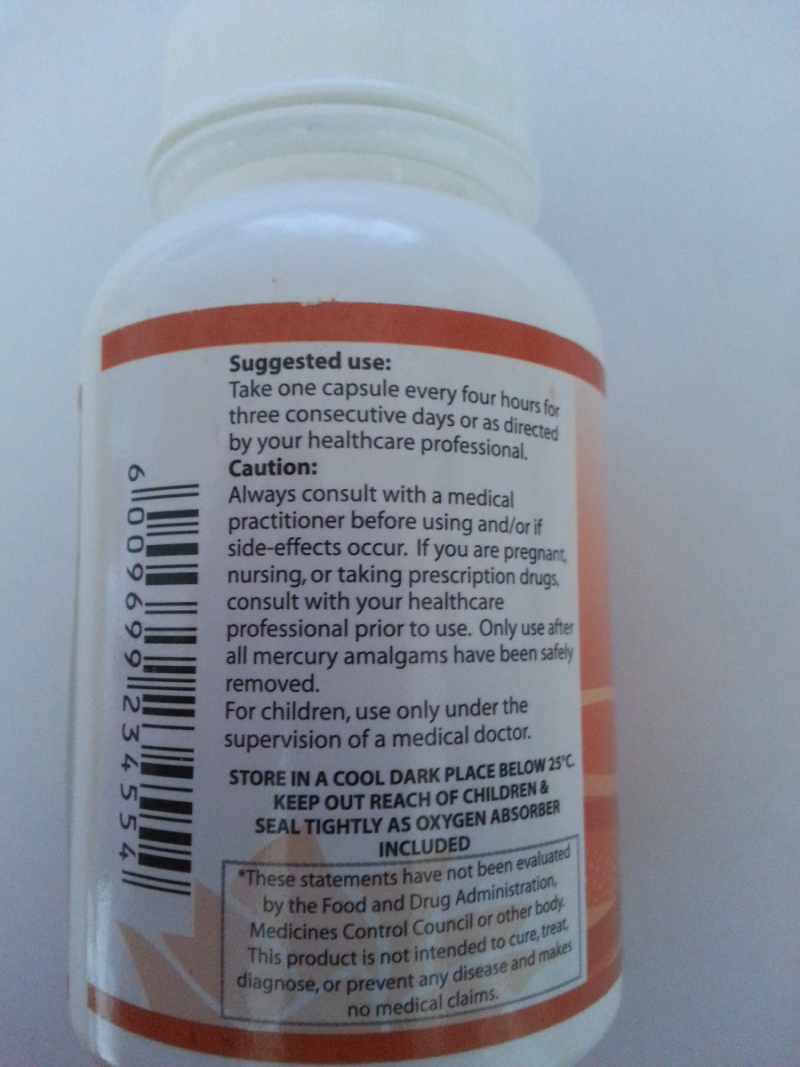 Suggested use:
Take one capsule every four hours for
three consecutive days or as directed
by your healthcare professional.
Caution:
Always consult with a medical
practitioner before using and/or if
side-effects occur. If you are pregnant,
nursing, or taking prescription drugs,
consult with your healthcare
professional prior to use. Only use after
all mercury amalgams have been safely
removed.
For children, use only under the
supervision of a medical doctor.
STORE IN A COOL DARK PLACE BELOW 25°C.
KEEP OUT REACH OF CHILDREN &
SEAL TIGHTLY AS OXYGEN ABSORBER
INCLUDED
*These statements have not been evaluated
by the Food and Drug Administration,
Medicines Control Council or other body.
This product is not intended to cure, treat,
diagnose, or prevent any disease and makes
no medical claims.
6 009699 234554